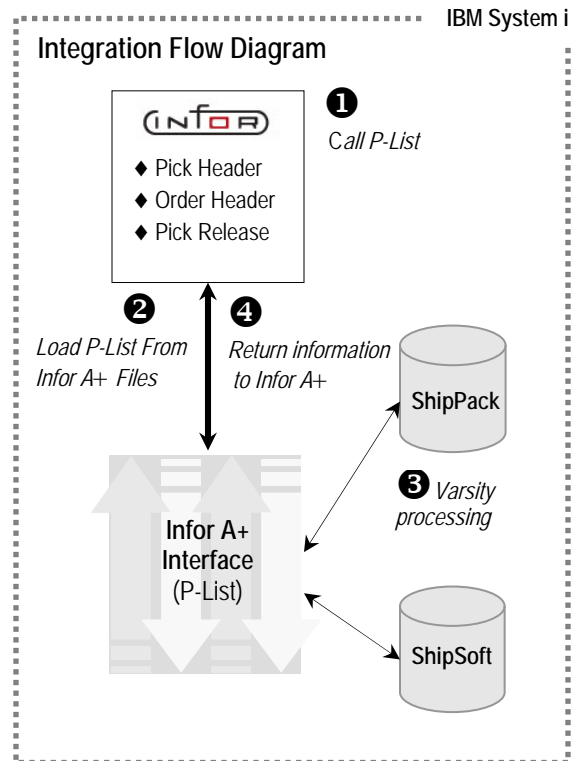 IBM System i
Integration Flow Diagram
infor
❶
Call P-List
♦ Pick Header
♦ Order Header
♦ Pick Release
❷
Load P-List From
Infor A+ Files
❹
Return information
to Infor A+
ShipPack
❸ Varsity
processing
Infor A+
Interface
(P-List)
ShipSoft